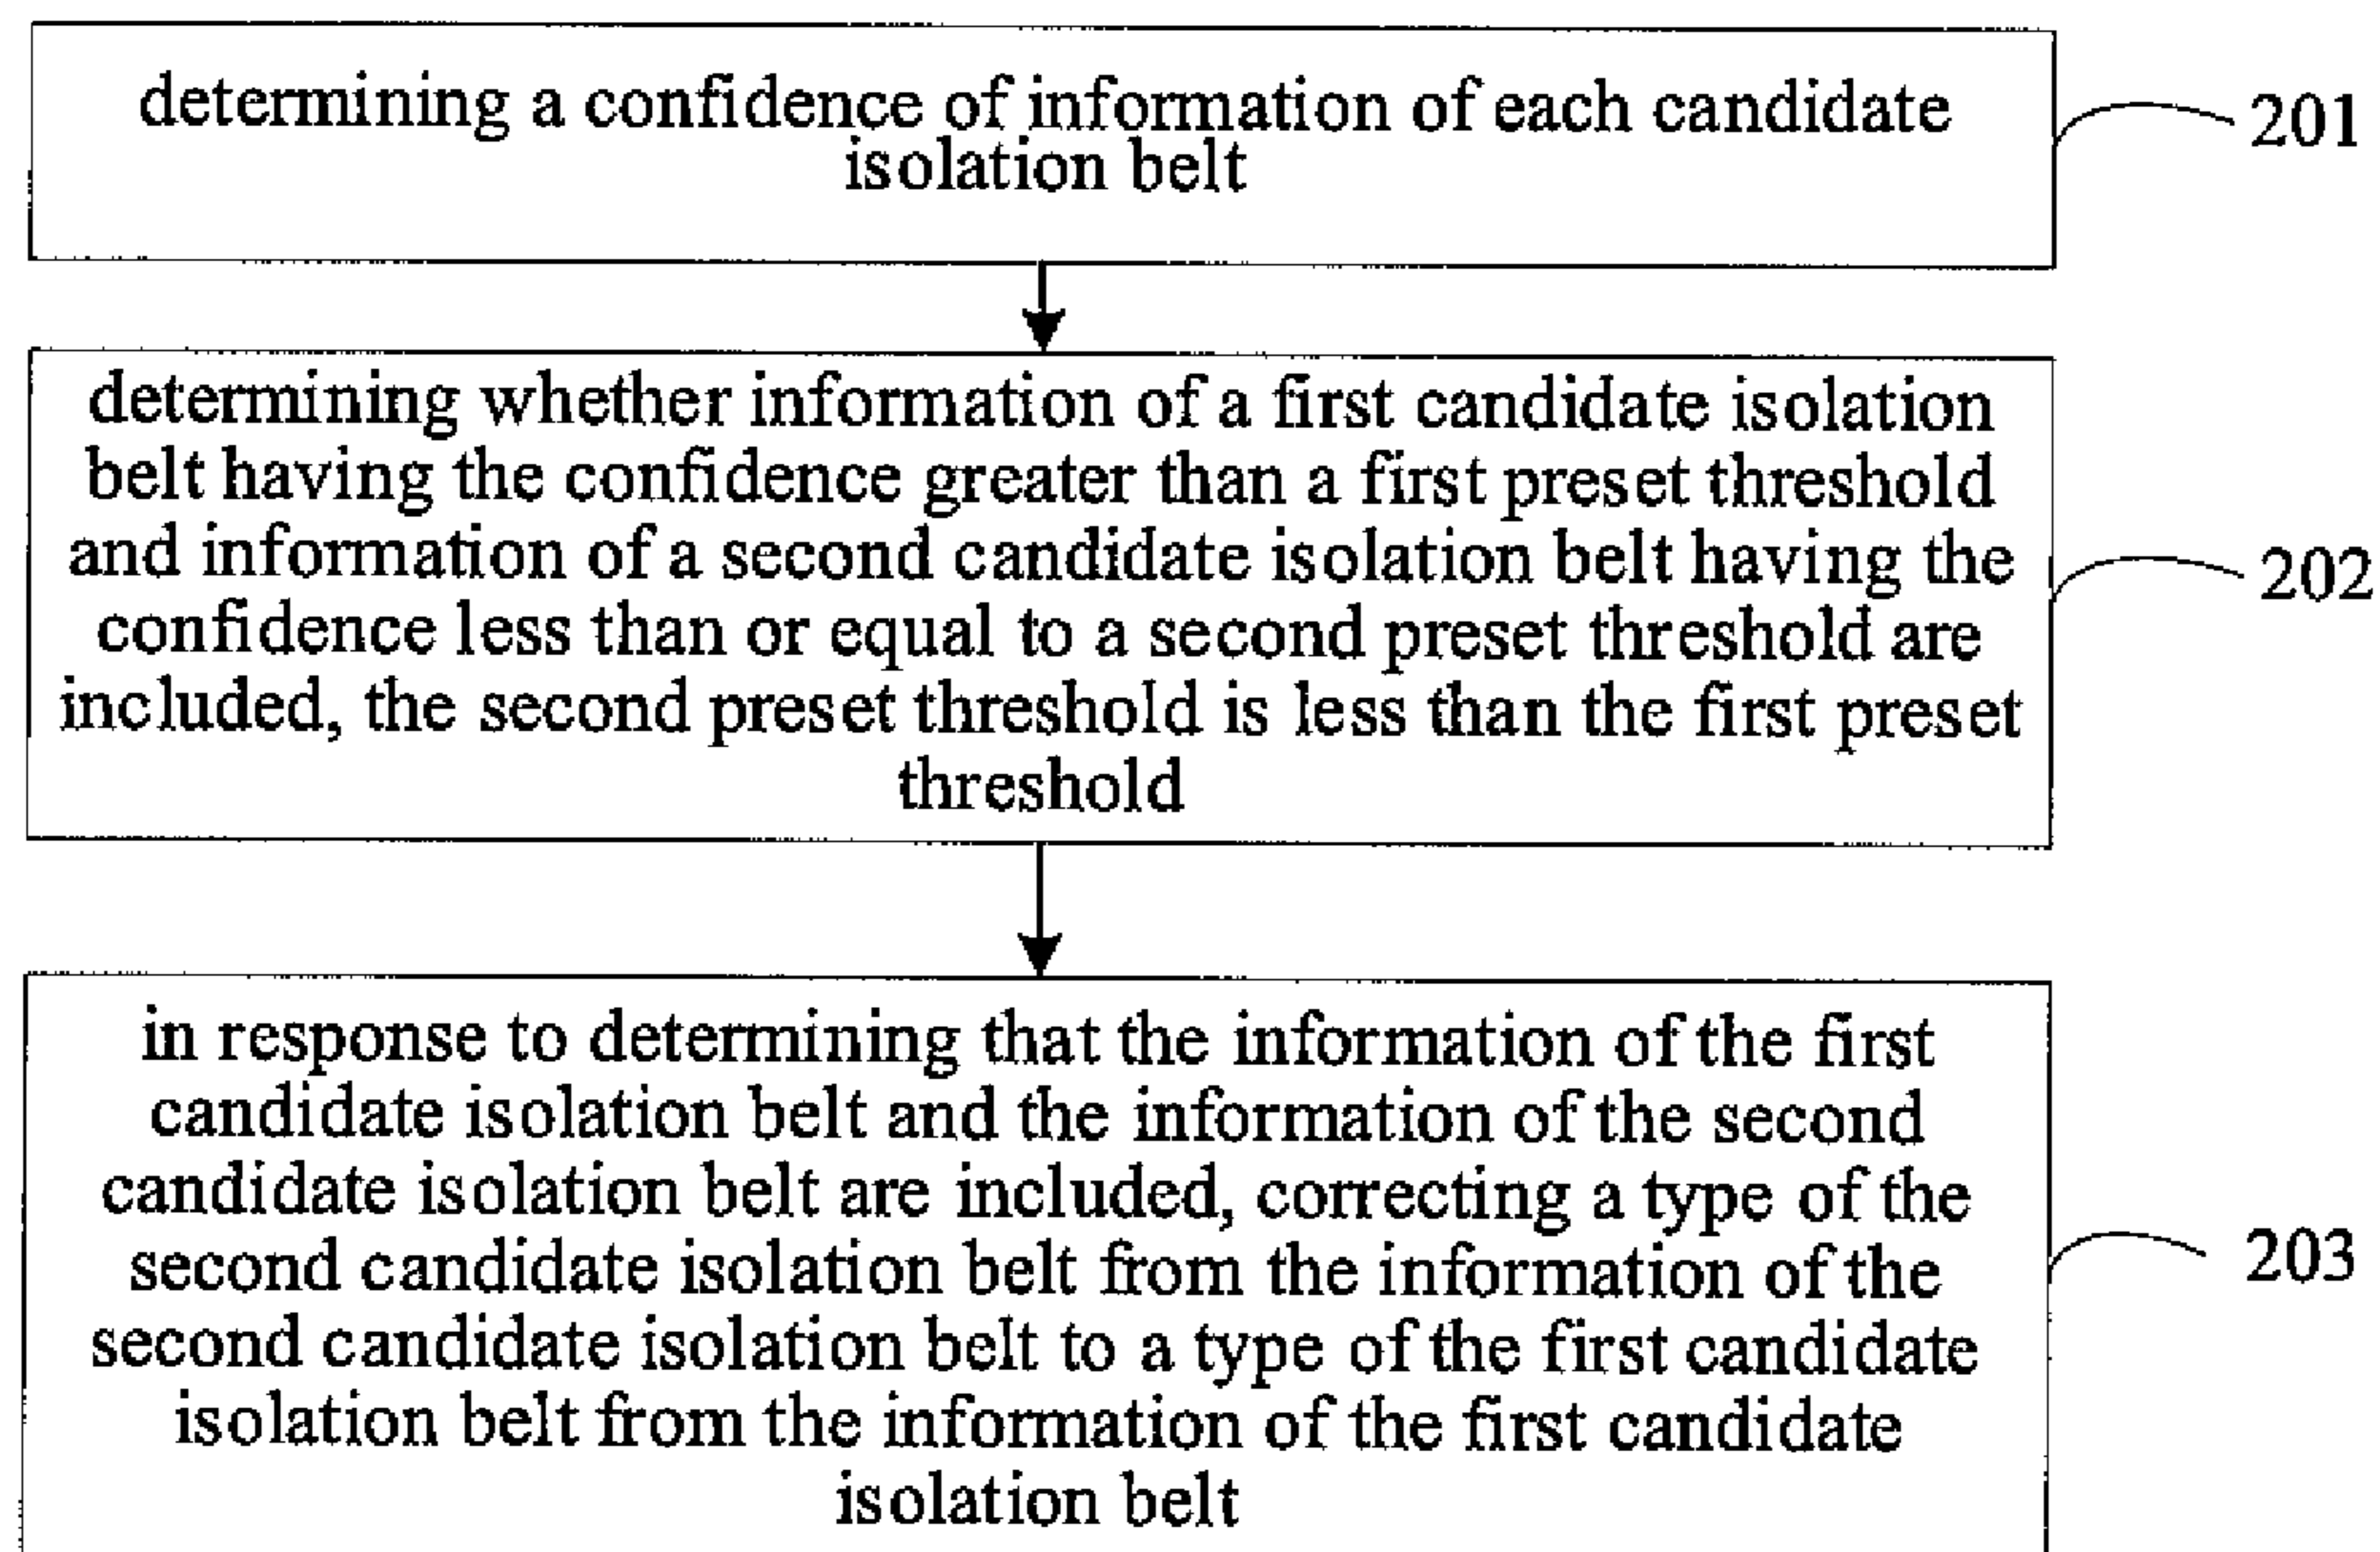 determining a confidence of information of each candidate
isolation belt
201
determining whether information of a first candidate isolation
belt having the confidence greater than a first preset threshold
and information of a second candidate isolation belt having the
confidence less than or equal to a second preset threshold are
included, the second preset threshold is less than the first preset
threshold
202
in response to determining that the information of the first
candidate isolation belt and the information of the second
candidate isolation belt are included, correcting a type of the
second candidate isolation belt from the information of the
second candidate isolation belt to a type of the first candidate
isolation belt from the information of the first candidate
isolation belt
203